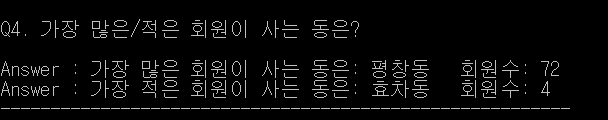 Q4. 가장 많은/적은 회원이 사는 동은?
Answer : 가장 많은 회원이 사는 동은: 평창동 회원수: 72
Answer : 가장 적은 회원이 사는 동은: 효차동 회원수: 4
---------------------------------------------------------